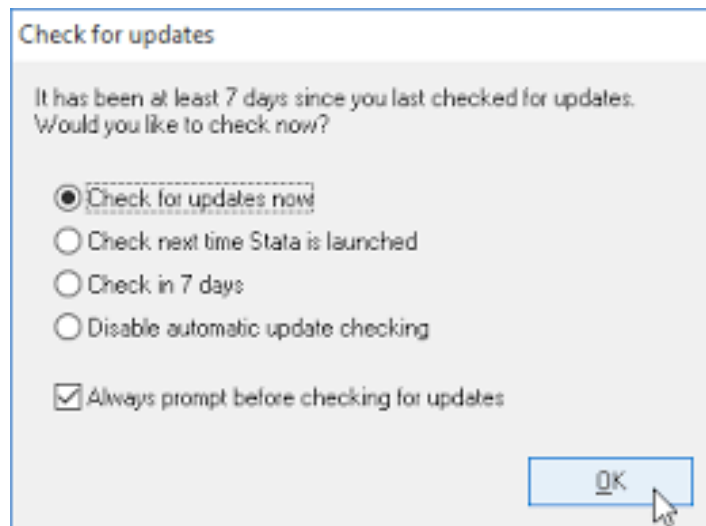 Check for updates
It has been at least 7 days since you last checked for updates.
Would you like to check now?
Check for updates now
Check next time Stata is launched
Check in 7 days
Disable automatic update checking
Always prompt before checking for updates
OK